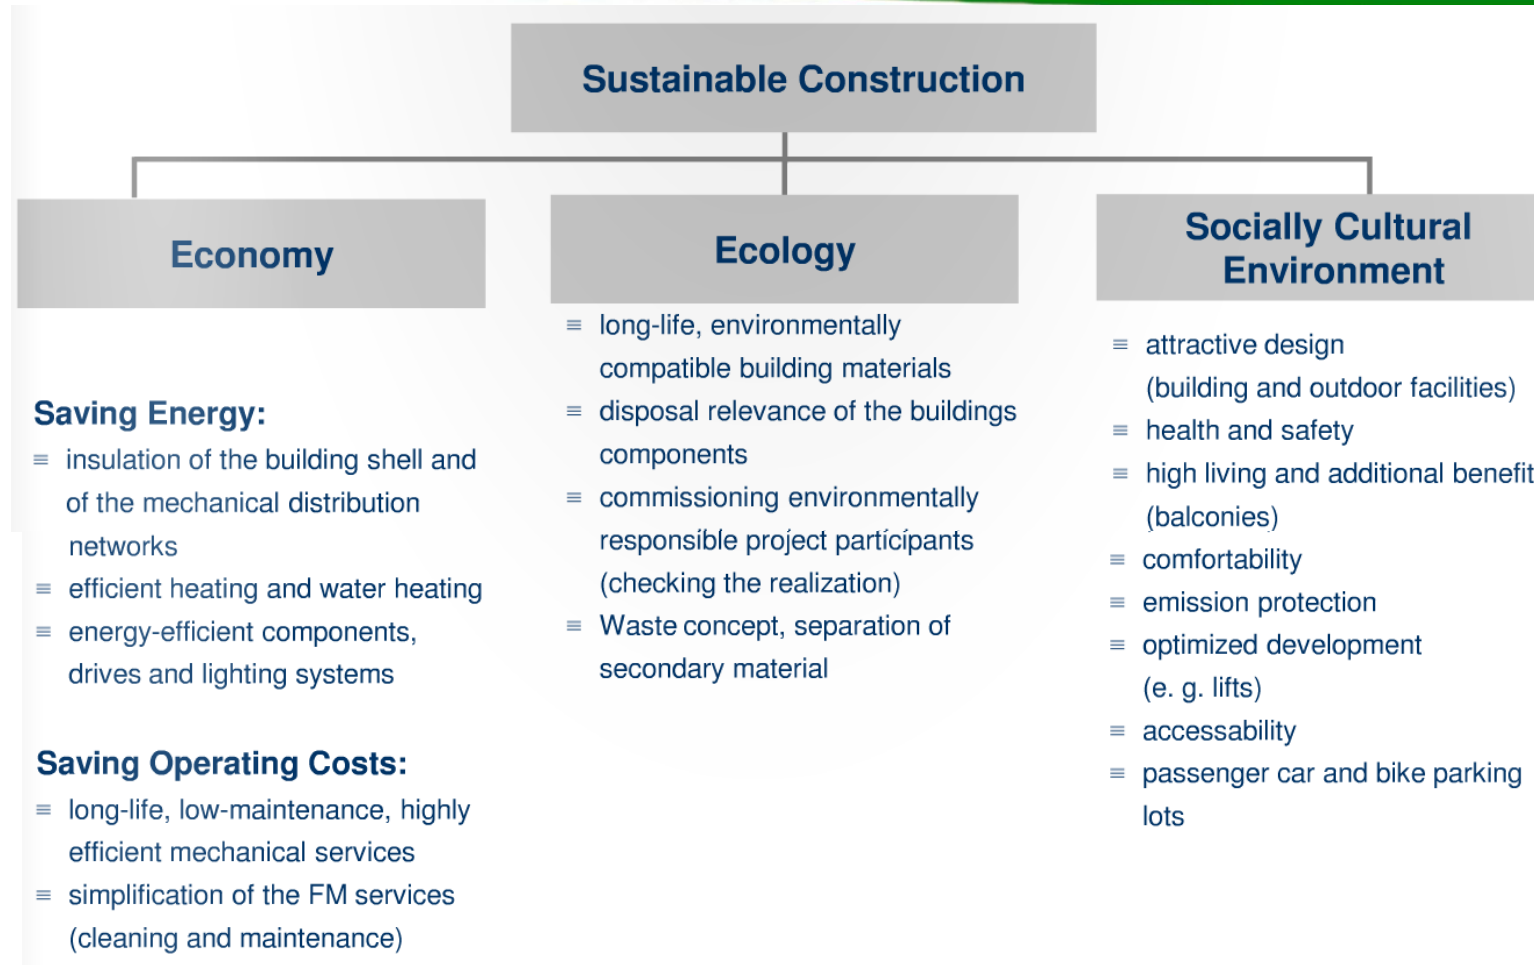 Sustainable Construction
Economy
Saving Energy:
≡ insulation of the building shell and
of the mechanical distribution
networks
≡ efficient heating and water heating
≡ energy-efficient components,
drives and lighting systems
Saving Operating Costs:
≡ long-life, low-maintenance, highly
efficient mechanical services
≡ simplification of the FM services
(cleaning and maintenance)
Ecology
≡ long-life, environmentally
compatible building materials
≡ disposal relevance of the buildings
components
≡ commissioning environmentally
responsible project participants
(checking the realization)
≡ Waste concept, separation of
secondary material
Socially Cultural
Environment
≡ attractive design
(building and outdoor facilities)
≡ health and safety
≡ high living and additional benefit
(balconies)
≡ comfortability
≡ emission protection
≡ optimized development
(e. g. lifts)
≡ accessability
≡ passenger car and bike parking
lots